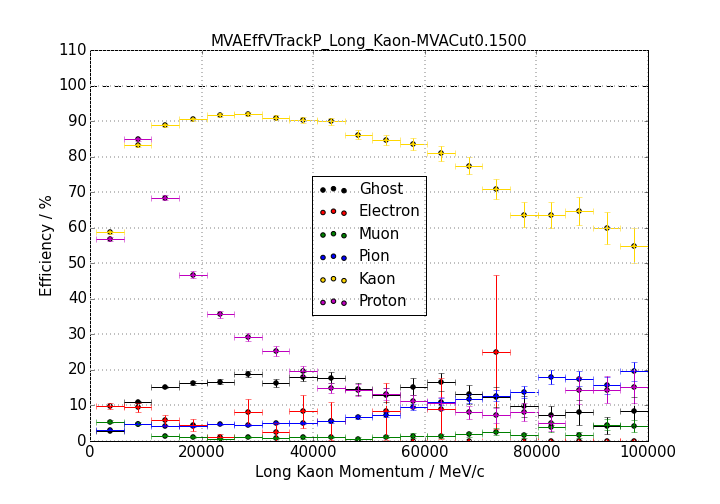 MVAEffVTrackP_Long_Kaon-MVACut0.1500
110
100
90
80
70
60
50
40
30
20
10
0
Efficiency / %
Ghost
Electron
Muon
Pion
Kaon
Proton
0 20000 40000 60000 80000 100000
Long Kaon Momentum / MeV/c